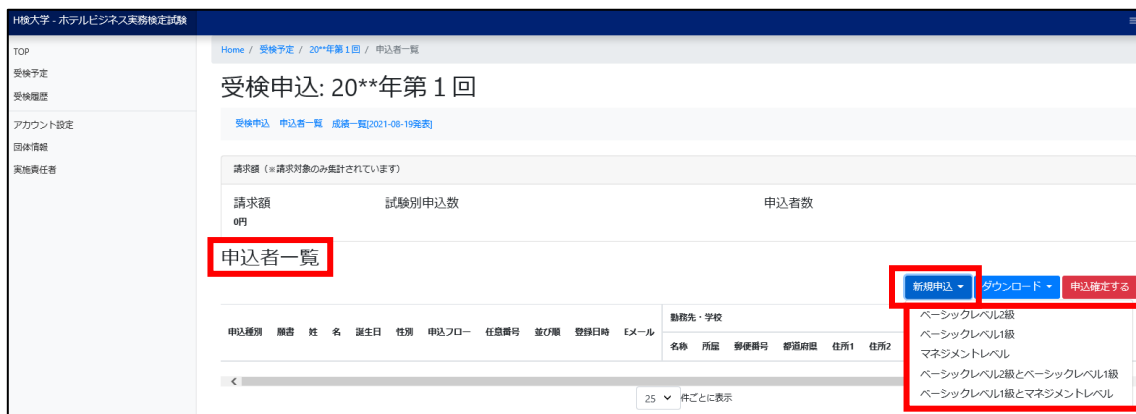 H検大学 - ホテルビジネス実務検定試験
TOP
受検予定
受検履歴
アカウント設定
団体情報
実施責任者
Home / 受検予定 / 20**年第１回 / 申込者一覧
受検申込: 20**年第１回
受検申込 申込者一覧 成績一覧[2021-08-19発表]
請求額（※請求対象のみ集計されています）
請求額 試験別申込数 申込者数
0円
申込者一覧
新規申込 ダウンロード 申込確定する
ベーシックレベル2級
ベーシックレベル1級
マネジメントレベル
ベーシックレベル2級とベーシックレベル1級
ベーシックレベル1級とマネジメントレベル
勤務先・学校
申込種別 願書 姓 名 誕生日 性別 申込フロー 任意番号 並び順 登録日時 Eメール
名称 所属 郵便番号 都道府県 住所1 住所2
25 件ごとに表示